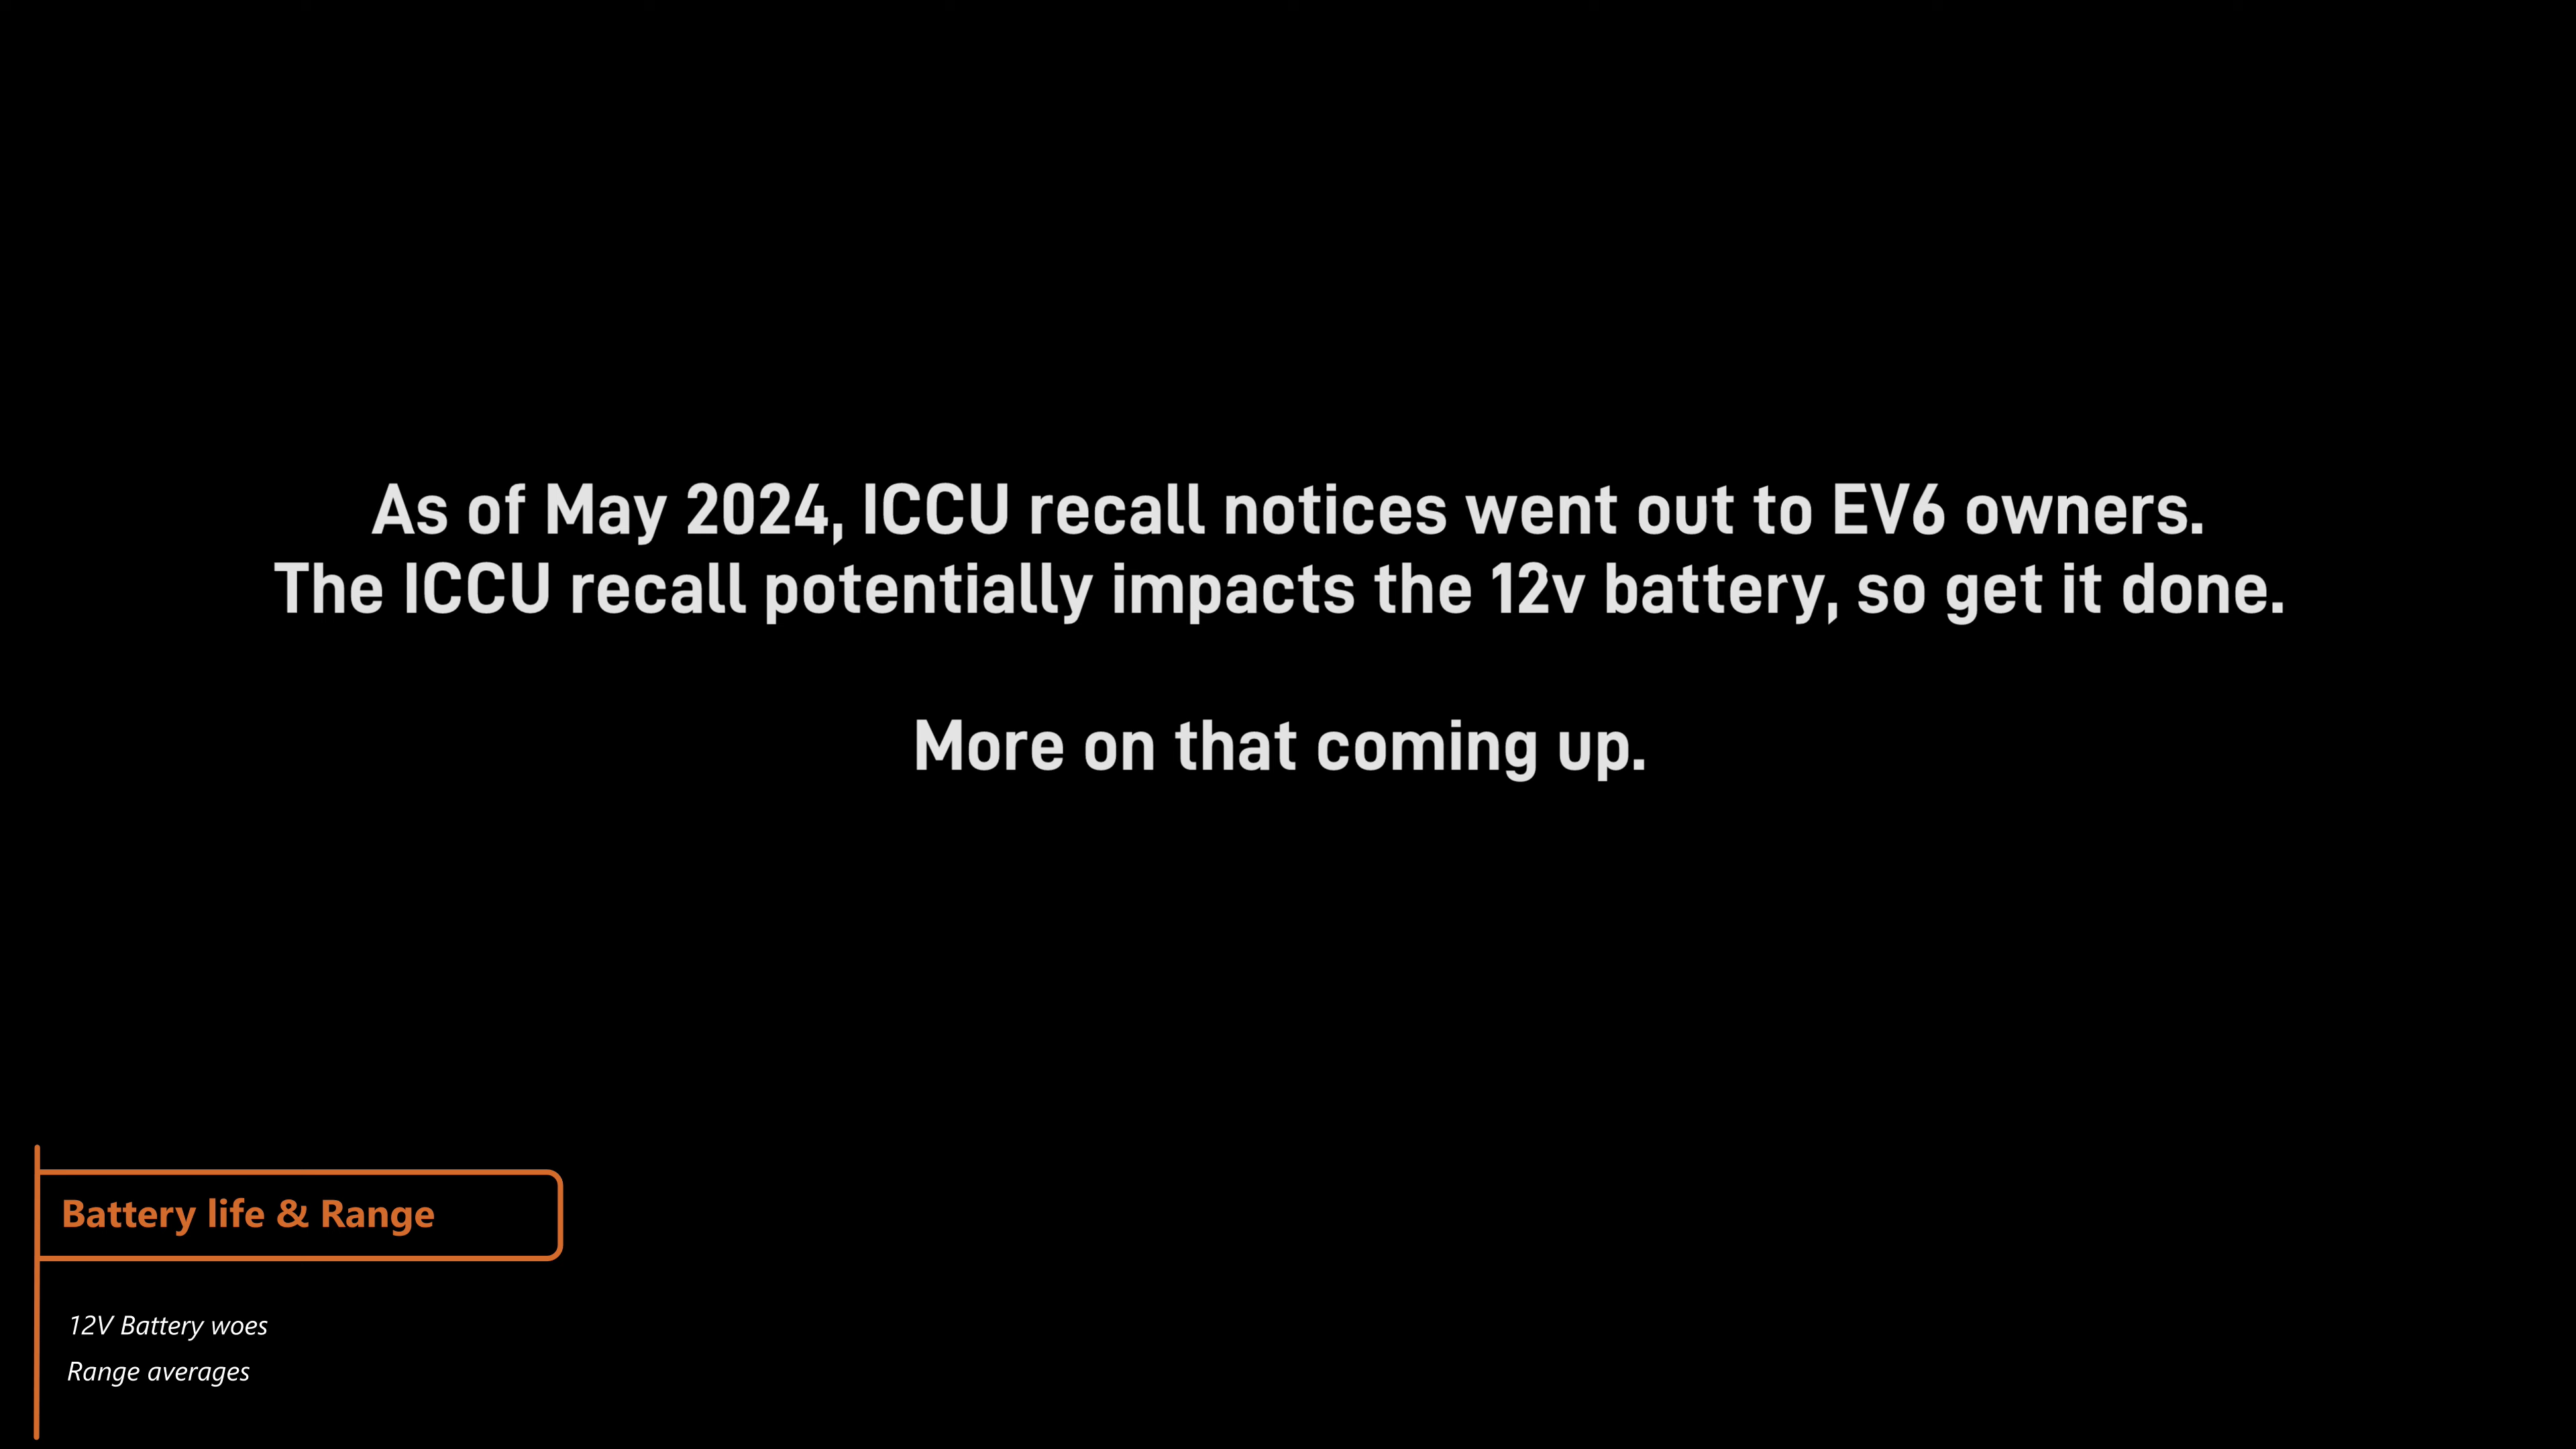 As of May 2024, ICCU recall notices went out to EV6 owners.
The ICCU recall potentially impacts the 12v battery, so get it done.
More on that coming up.
Battery life & Range
12V Battery woes
Range averages